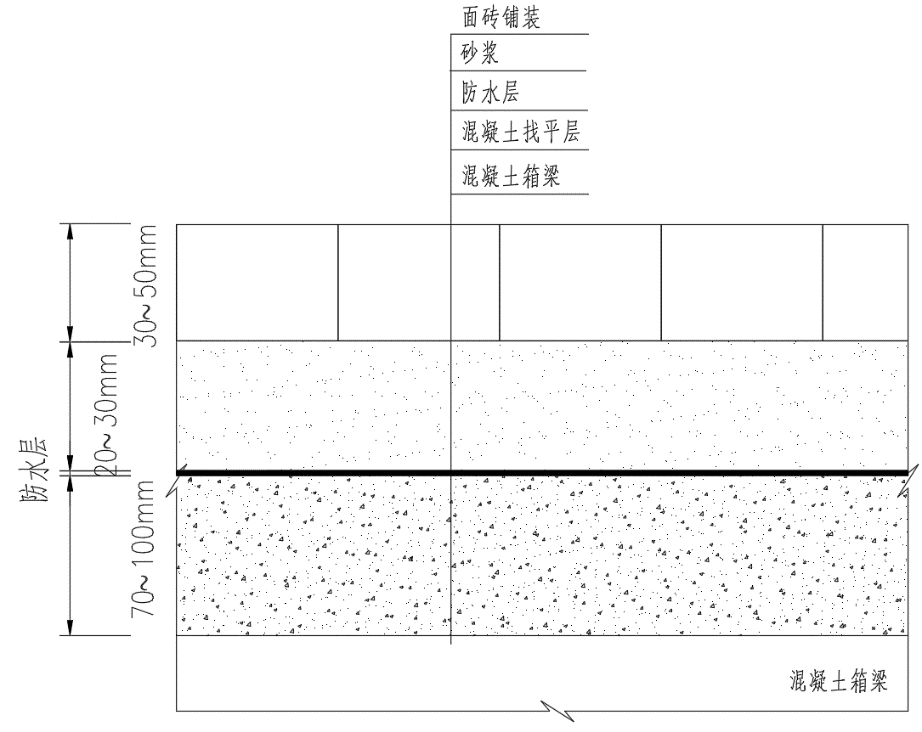 面砖铺装
砂浆
防水层
混凝土找平层
混凝土箱梁
30~50mm
20~30mm
防水层
70~100mm
混凝土箱梁